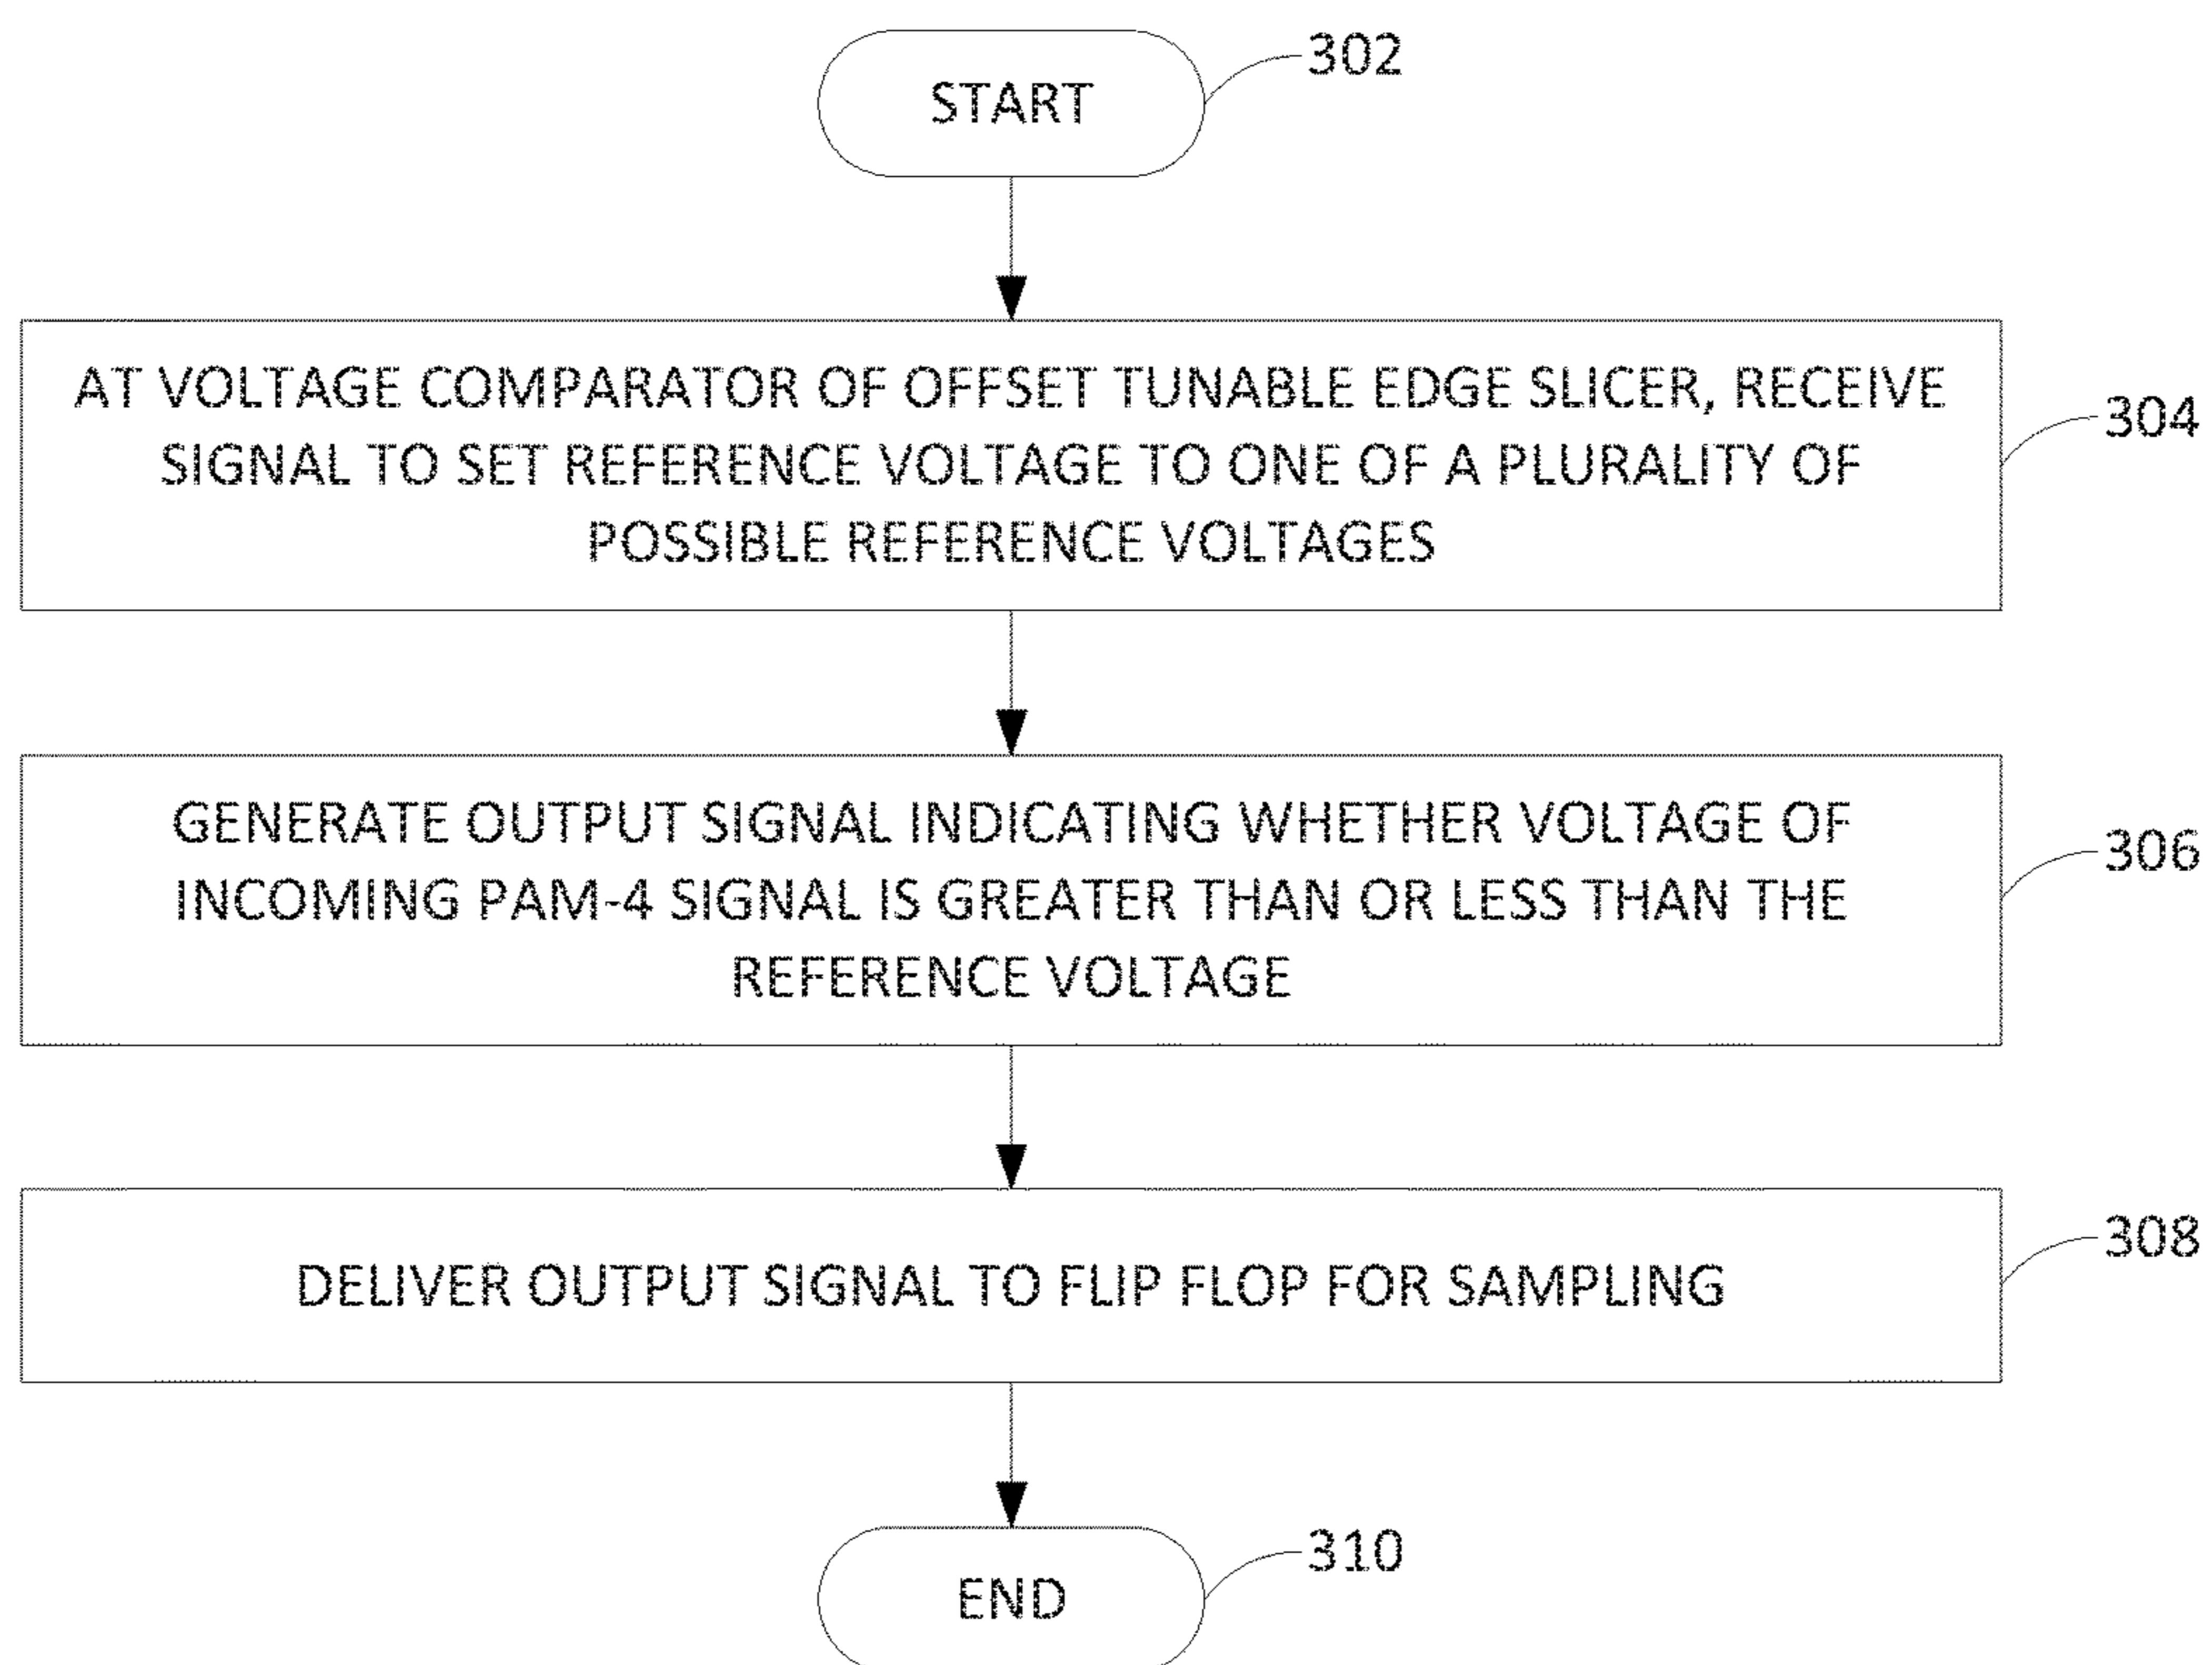 302
START
304
AT VOLTAGE COMPARATOR OF OFFSET TUNABLE EDGE SLICER, RECEIVE
SIGNAL TO SET REFERENCE VOLTAGE TO ONE OF A PLURALITY OF
POSSIBLE REFERENCE VOLTAGES
306
GENERATE OUTPUT SIGNAL INDICATING WHETHER VOLTAGE OF
INCOMING PAM-4 SIGNAL IS GREATER THAN OR LESS THAN THE
REFERENCE VOLTAGE
308
DELIVER OUTPUT SIGNAL TO FLIP FLOP FOR SAMPLING
310
END